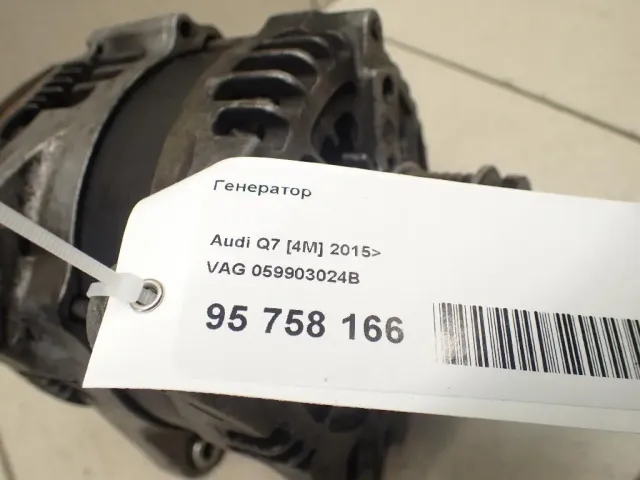 Генератор
Audi Q7 [4M] 2015>
VAG 059903024B
95 758 166